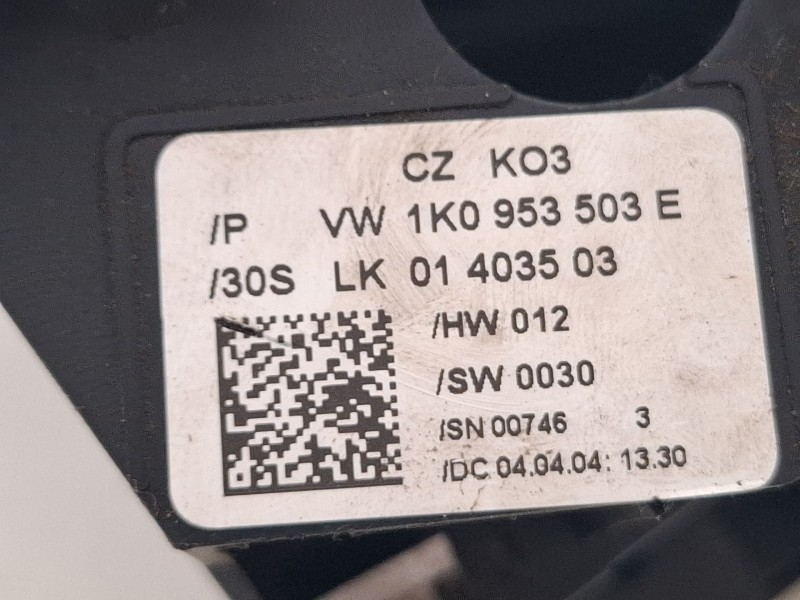 CZ KO3
/P VW 1K0 953 503 E
/30S LK 01 4035 03
/HW 012
/SW 0030
/SN 00746 3
/DC 04.04.04: 13.30